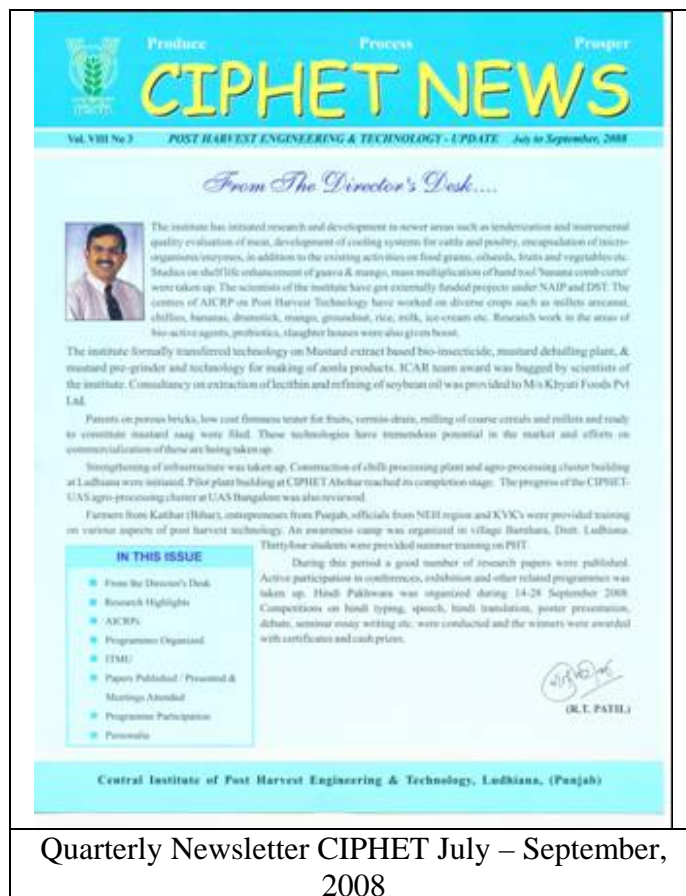 Produce Process Prosper
CIPHET NEWS
Vol. VIII No 3 POST HARVEST ENGINEERING & TECHNOLOGY - UPDATE July to September, 2008
From The Director's Desk....
The institute has initiated research and development in newer areas such as tenderization and instrumental
quality evaluation of meat, development of cooling systems for cattle and poultry, encapsulation of micro-
organisms/enzymes, in addition to the existing activities on food grains, oilseeds, fruits and vegetables etc.
Studies on shelf life enhancement of guava & mango, mass multiplication of hand tool 'banana comb cutter'
were taken up. The scientists of the institute have got externally funded projects under NAIP and DST. The
centres of AICRP on Post Harvest Technology have worked on diverse crops such as millets arecanut,
chillies, bananas, drumstick, mango, groundnut, rice, milk, ice-cream etc. Research work in the areas of
bio-active agents, probiotics, slaughter houses were also given boost.
The institute formally transferred technology on Mustard extract based bio-insecticide, mustard dehulling plant, &
mustard pre-grinder and technology for making of aonla products. ICAR team award was bagged by scientists of
the institute. Consultancy on extraction of lecithin and refining of soybean oil was provided to M/s Khyati Foods Pvt
Ltd.
Patents on porous bricks, low cost firmness tester for fruits, vermin-drain, milling of coarse cereals and millets and ready
to constitute mustard saag were filed. These technologies have tremendous potential in the market and efforts on
commercialization of these are being taken up.
Strengthening of infrastructure was taken up. Construction of chilli processing plant and agro-processing cluster building
at Ludhiana were initiated. Pilot plant building at CIPHET Abohar reached its completion stage. The progress of the CIPHET-
UAS agro-processing cluster at UAS Bangalore was also reviewed.
Farmers from Katihar (Bihar), entrepreneurs from Punjab, officials from NEH region and KVK's were provided training
on various aspects of post harvest technology. An awareness camp was organized in village Distt. Ludhiana.
Thirty four students were provided summer training on PHT.
During this period a good number of research papers were published.
Active participation in conferences, exhibition and other related programmes was
taken up. Hindi Pakhwara was organized during 14-28 September 2008.
Competitions on hindi typing, speech, hindi translation, poster presentation,
debate, seminar essay writing etc. were conducted and the winners were awarded
with certificates and cash prizes.
(R.T. PATIL)
IN THIS ISSUE
From the Director's Desk
Research Highlights
AICRPs
Programmes Organized
ITMU
Papers Published / Presented &
Meetings Attended
Programme Participation
Personalia
Central Institute of Post Harvest Engineering & Technology, Ludhiana, (Punjab)
Quarterly Newsletter CIPHET July – September,
2008